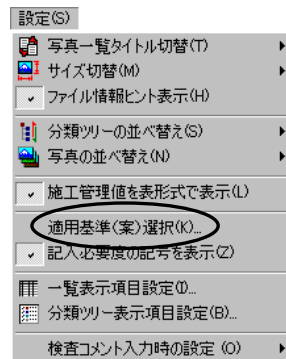 設定(S)
写真一覧タイトル切替(T)
サイズ切替(M)
ファイル情報ヒント表示(H)
分類ツリーの並べ替え(S)
写真の並べ替え(N)
施工管理値を表形式で表示(L)
適用基準(案)選択(K)...
記入必要度の記号を表示(Z)
一覧表示項目設定(I)...
分類ツリー表示項目設定(B)...
検査コメント入力時の設定 (O)